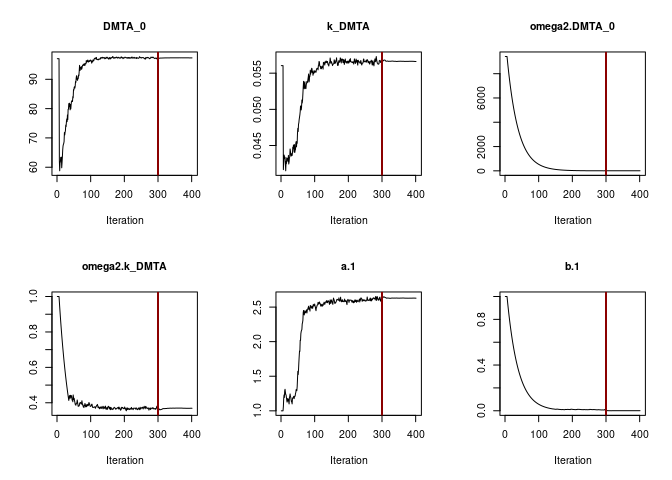 DMTA_0
60 70 80 90
0 100 200 300 400
Iteration
k_DMTA
0.045 0.050 0.055
0 100 200 300 400
Iteration
omega2.DMTA_0
0 2000 6000
0 100 200 300 400
Iteration
omega2.k_DMTA
0.4 0.6 0.8 1.0
0 100 200 300 400
Iteration
a.1
1.0 1.5 2.0 2.5
0 100 200 300 400
Iteration
b.1
0.0 0.4 0.8
0 100 200 300 400
Iteration